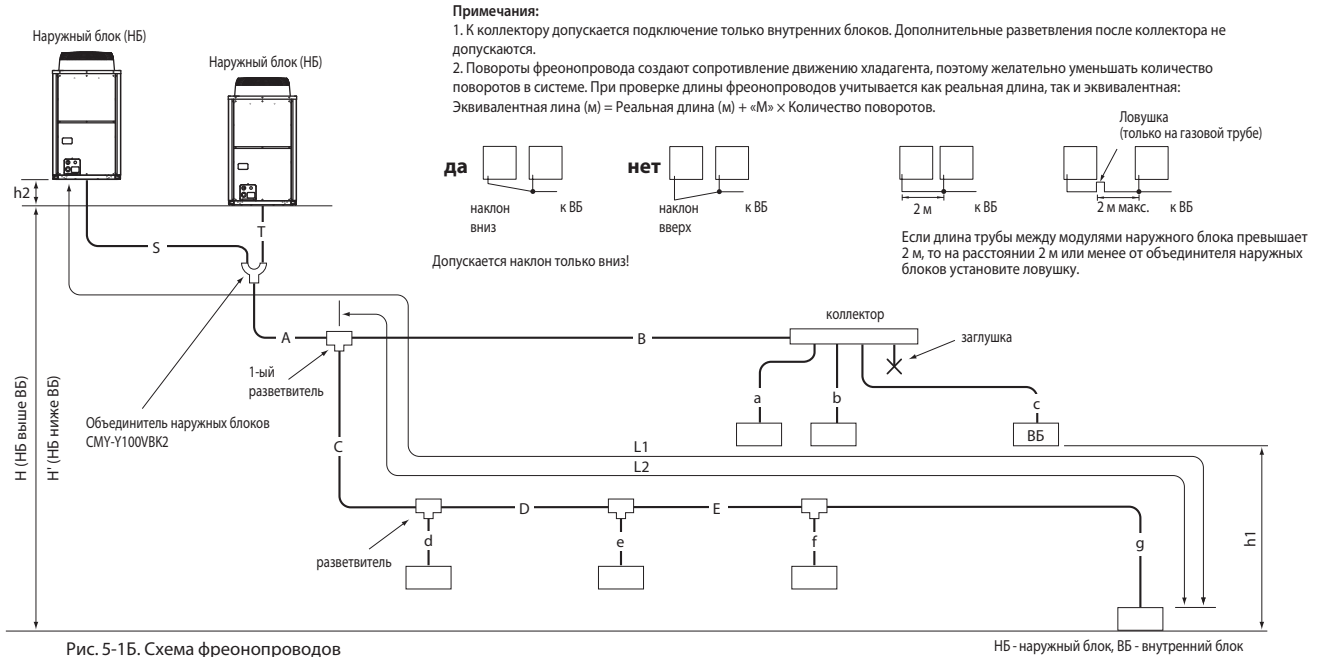 Примечания:
1. К коллектору допускается подключение только внутренних блоков. Дополнительные разветвления после коллектора не
допускаются.
2. Повороты фреонопровода создают сопротивление движению хладагента, поэтому желательно уменьшать количество
поворотов в системе. При проверке длины фреонопроводов учитывается как реальная длина, так и эквивалентная:
Эквивалентная лина (м) = Реальная длина (м) + «М» × Количество поворотов.
Наружный блок (НБ)
Наружный блок (НБ)
да
наклон
вниз
к ВБ
нет
наклон
вверх
к ВБ
Допускается наклон только вниз!
2 м
к ВБ
Ловушка
(только на газовой трубе)
2 м макс.
к ВБ
Если длина трубы между модулями наружного блока превышает
2 м, то на расстоянии 2 м или менее от объединителя наружных
блоков установите ловушку.
h2
S
T
A
B
коллектор
заглушка
1-ый
разветвитель
Объединитель наружных блоков
CMY-Y100VBK2
H (НБ выше ВБ)
H' (НБ ниже ВБ)
a
b
c
ВБ
C
L1
L2
D
E
разветвитель
d
e
f
g
h1
Рис. 5-1Б. Схема фреонопроводов
НБ - наружный блок, ВБ - внутренний блок